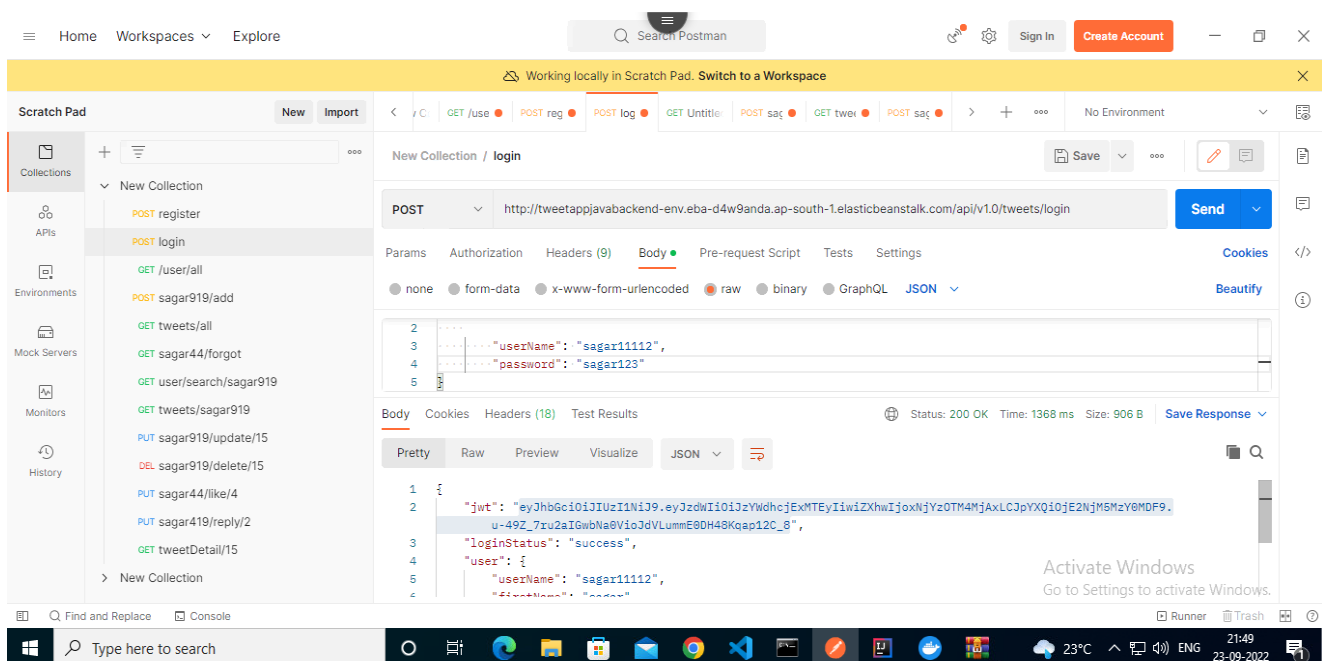 Home Workspaces Explore Search Postman Sign In Create Account
Working locally in Scratch Pad. Switch to a Workspace
Scratch Pad New Import GET /use POST reg POST log GET Untitle POST sag GET twee POST sag No Environment
New Collection / login Save
Collections
APIs
Environments
Mock Servers
Monitors
History
New Collection
POST register
POST login
GET /user/all
POST sagar919/add
GET tweets/all
GET sagar44/forgot
GET user/search/sagar919
GET tweets/sagar919
PUT sagar919/update/15
DEL sagar919/delete/15
PUT sagar44/like/4
PUT sagar419/reply/2
GET tweetDetail/15
New Collection
POST http://tweetappjavabackend-env.eba-d4w9anda.ap-south-1.elasticbeanstalk.com/api/v1.0/tweets/login Send
Params Authorization Headers (9) Body Pre-request Script Tests Settings Cookies
none form-data x-www-form-urlencoded raw binary GraphQL JSON Beautify
2
3 "userName": "sagar11112",
4 "password": "sagar123"
5 }
Body Cookies Headers (18) Test Results Status: 200 OK Time: 1368 ms Size: 906 B Save Response
Pretty Raw Preview Visualize JSON
1 {
2 "jwt": "eyJhbGciOiJIUzI1NiJ9.eyJzdWIiOiJzYWdhcjExMTEyIiwiZXhwIjoxNjYzOTM4MjAxLCJpYXQiOjE2NjM5MzY0MDF9.
u-49Z_7ru2aIGwbNa0VioJdVLummE0DH48Kqap12C_8",
3 "loginStatus": "success",
4 "user": {
5 "userName": "sagar11112",
6 "firstName": "sagar"
Activate Windows
Go to Settings to activate Windows.
Find and Replace Console Runner Trash
Type here to search 23°C ENG 21:49
23-09-2022 1